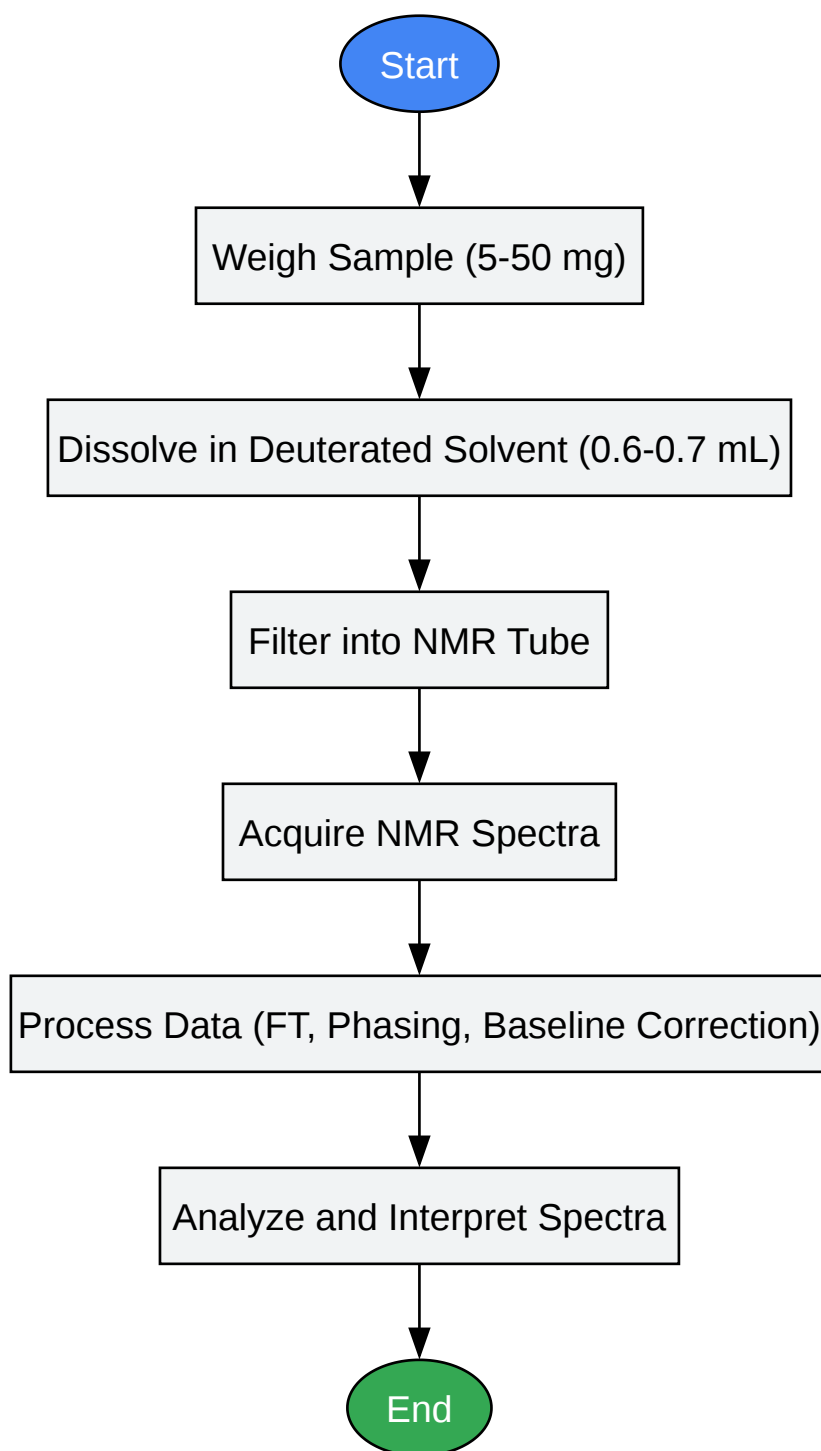 Start
Weigh Sample (5-50 mg)
Dissolve in Deuterated Solvent (0.6-0.7 mL)
Filter into NMR Tube
Acquire NMR Spectra
Process Data (FT, Phasing, Baseline Correction)
Analyze and Interpret Spectra
End